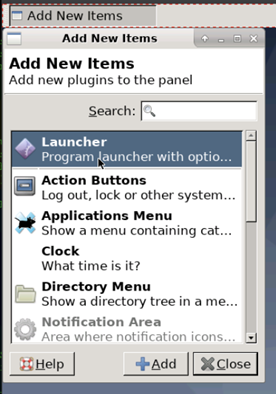 Add New Items
Add New Items
Add New Items
Add new plugins to the panel
Search:
Launcher
Program launcher with optio...
Action Buttons
Log out, lock or other system...
Applications Menu
Show a menu containing cat...
Clock
What time is it?
Directory Menu
Show a directory tree in a me...
Notification Area
Area where notification icons...
Help
Add
Close